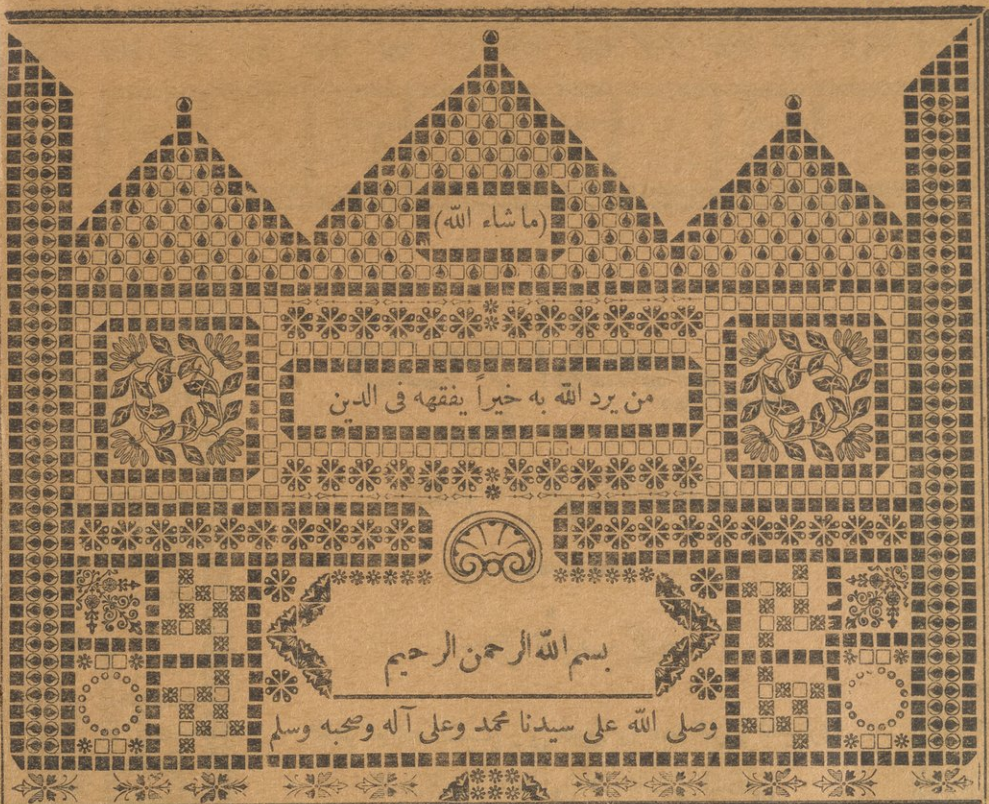 (ما شاء الله)
من يرد الله به خيراً يفقهه فى الدين
بسم الله الرحمن الرحيم
وصلى الله على سيدنا محمد وعلى آله وصحبه وسلم